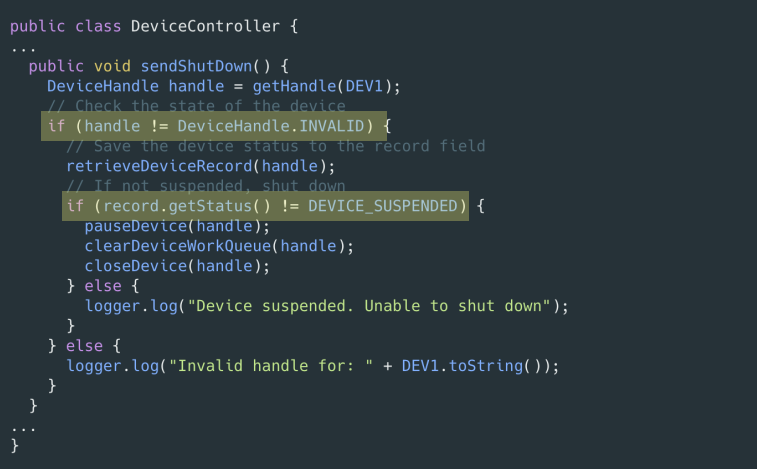 public class DeviceController {
...
  public void sendShutDown() {
    DeviceHandle handle = getHandle(DEV1);
    // Check the state of the device
    if (handle != DeviceHandle.INVALID) {
      // Save the device status to the record field
      retrieveDeviceRecord(handle);
      // If not suspended, shut down
      if (record.getStatus() != DEVICE_SUSPENDED) {
        pauseDevice(handle);
        clearDeviceWorkQueue(handle);
        closeDevice(handle);
      } else {
        logger.log("Device suspended. Unable to shut down");
      }
    } else {
      logger.log("Invalid handle for: " + DEV1.toString());
    }
  }
...
}